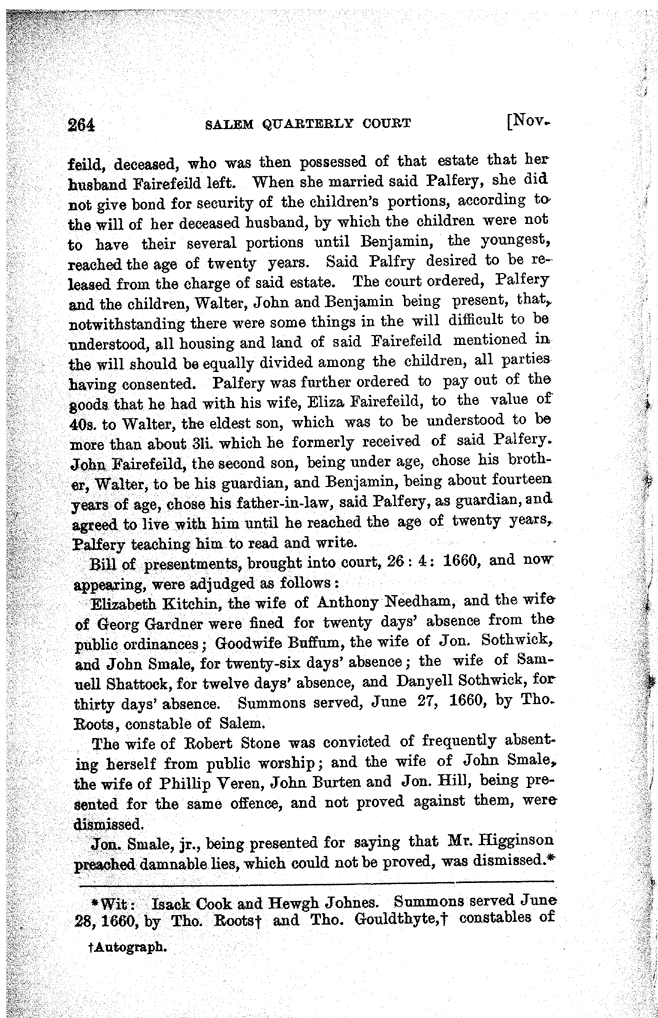 264 SALEM QUARTERLY COURT [Nov.
feild, deceased, who was then possessed of that estate that her
husband Fairefeild left. When she married said Palfery, she did
not give bond for security of the children's portions, according to
the will of her deceased husband, by which the children were not
to have their several portions until Benjamin, the youngest,
reached the age of twenty years. Said Palfry desired to be re-
leased from the charge of said estate. The court ordered, Palfery
and the children, Walter, John and Benjamin being present, that,
notwithstanding there were some things in the will difficult to be
understood, all housing and land of said Fairefeild mentioned in
the will should be equally divided among the children, all parties
having consented. Palfery was further ordered to pay out of the
goods that he had with his wife, Eliza Fairefeild, to the value of
40s. to Walter, the eldest son, which was to be understood to be
more than about 3li. which he formerly received of said Palfery.
John Fairefeild, the second son, being under age, chose his broth-
er, Walter, to be his guardian, and Benjamin, being about fourteen
years of age, chose his father-in-law, said Palfery, as guardian, and
agreed to live with him until he reached the age of twenty years,
Palfery teaching him to read and write.
Bill of presentments, brought into court, 26 : 4 : 1660, and now
appearing, were adjudged as follows :
Elizabeth Kitchin, the wife of Anthony Needham, and the wife
of Georg Gardner were fined for twenty days' absence from the
public ordinances ; Goodwife Buffum, the wife of Jon. Sothwick,
and John Smale, for twenty-six days' absence ; the wife of Sam-
uell Shattock, for twelve days' absence, and Danyell Sothwick, for
thirty days' absence. Summons served, June 27, 1660, by Tho.
Roots, constable of Salem.
The wife of Robert Stone was convicted of frequently absent-
ing herself from public worship; and the wife of John Smale,
the wife of Phillip Veren, John Burten and Jon. Hill, being pre-
sented for the same offence, and not proved against them, were
dismissed.
Jon. Smale, jr., being presented for saying that Mr. Higginson
preached damnable lies, which could not be proved, was dismissed.*
*Wit: Isack Cook and Hewgh Johnes. Summons served June
28, 1660, by Tho. Roots† and Tho. Gouldthyte,† constables of
†Autograph.